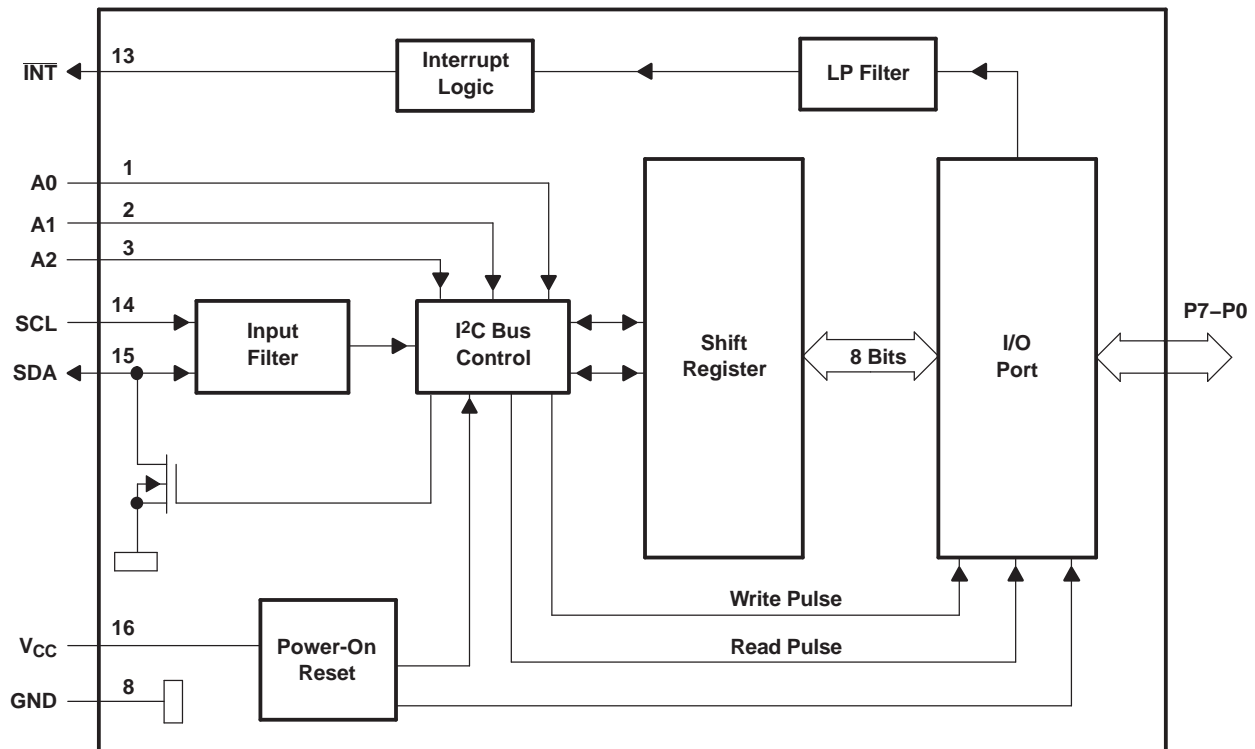 INT
13
Interrupt
Logic
LP Filter
A0
1
A1
2
A2
3
SCL
14
SDA
15
Input
Filter
I²C Bus
Control
Shift
Register
8 Bits
I/O
Port
P7–P0
Write Pulse
Read Pulse
VCC
16
Power-On
Reset
GND
8